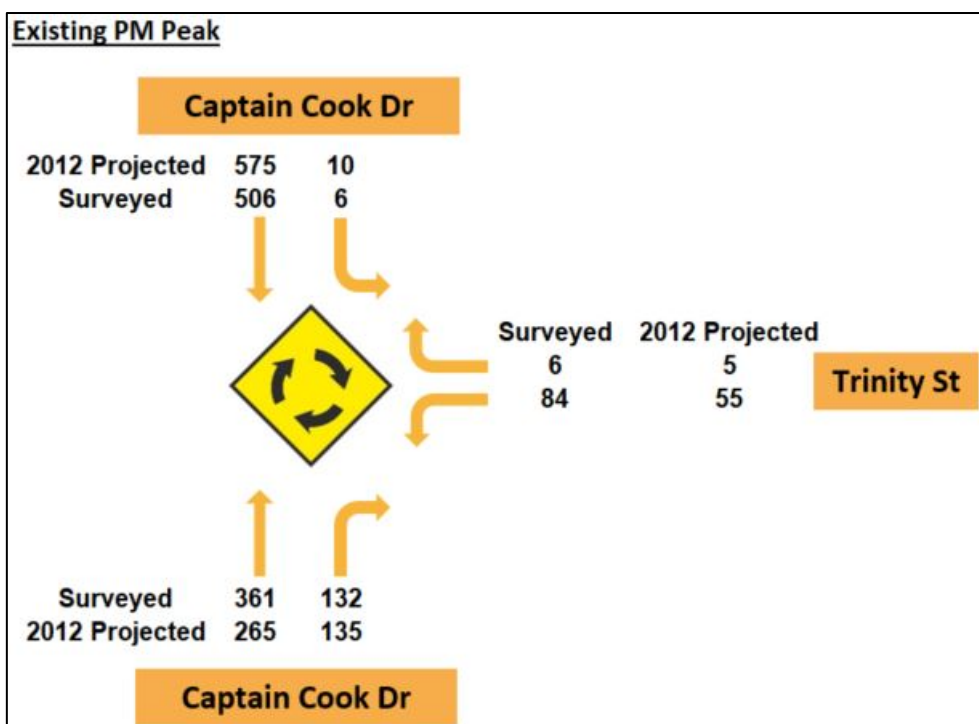 Existing PM Peak
Captain Cook Dr
2012 Projected 575 10
Surveyed 506 6
Surveyed 2012 Projected
6 5
84 55
Trinity St
Surveyed 361 132
2012 Projected 265 135
Captain Cook Dr